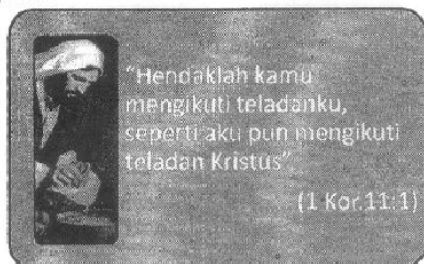 "Hendaklah kamu
mengikuti teladanku,
seperti aku pun mengikuti
teladan Kristus"
(1 Kor.11:1)